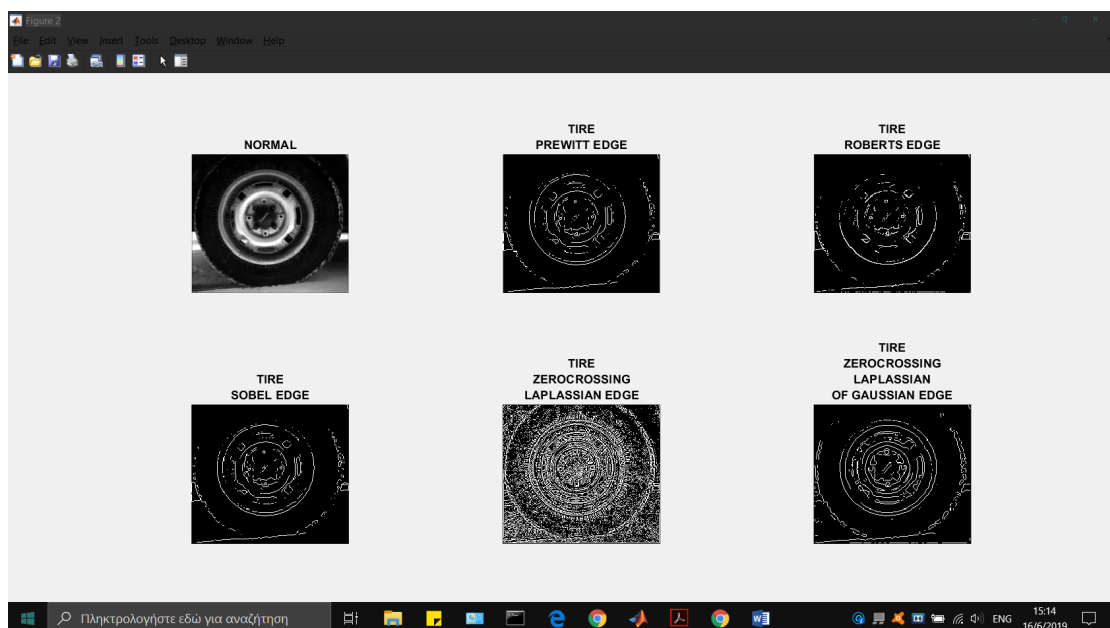 Figure 2
File Edit View Insert Tools Desktop Window Help
NORMAL
TIRE
PREWITT EDGE
TIRE
ROBERTS EDGE
TIRE
SOBEL EDGE
TIRE
ZEROCROSSING
LAPLASSIAN EDGE
TIRE
ZEROCROSSING
LAPLASSIAN
OF GAUSSIAN EDGE
Πληκτρολογήστε εδώ για αναζήτηση
ENG
15:14
16/6/2019